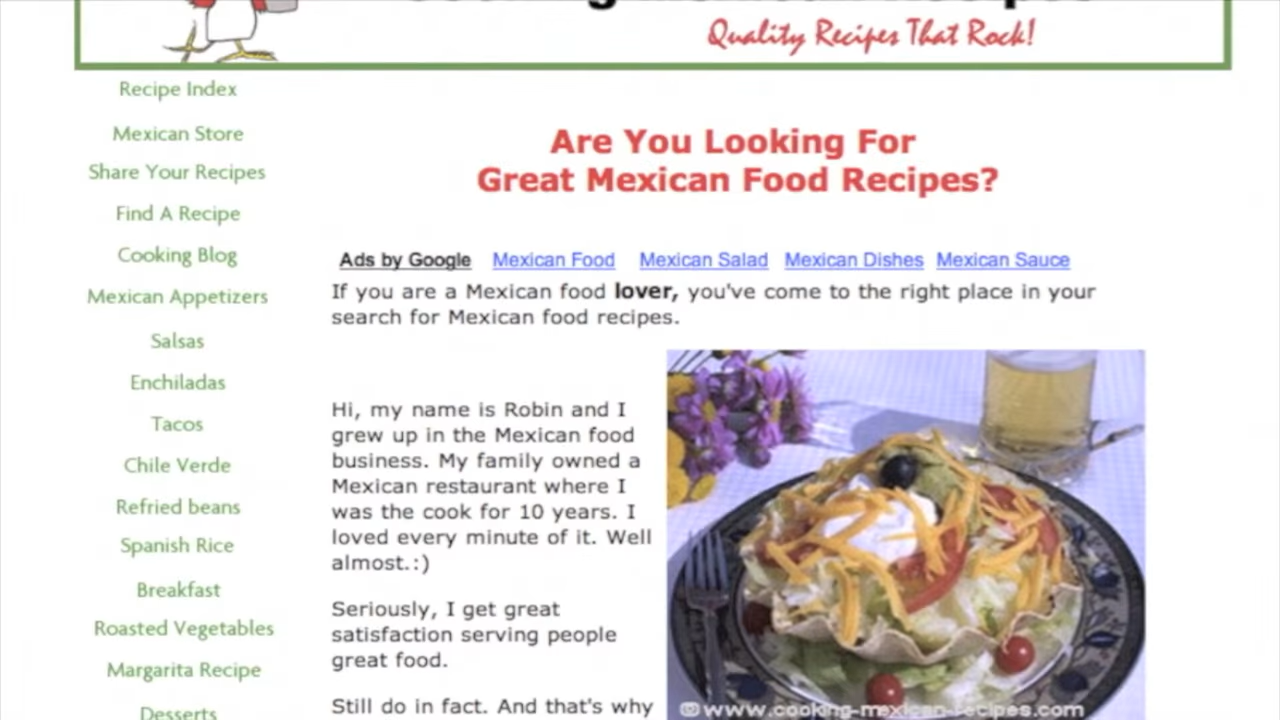 Quality Recipes That Rock!
Recipe Index
Mexican Store
Share Your Recipes
Find A Recipe
Cooking Blog
Mexican Appetizers
Salsas
Enchiladas
Tacos
Chile Verde
Refried beans
Spanish Rice
Breakfast
Roasted Vegetables
Margarita Recipe
Desserts
Are You Looking For
Great Mexican Food Recipes?
Ads by Google Mexican Food Mexican Salad Mexican Dishes Mexican Sauce
If you are a Mexican food lover, you've come to the right place in your
search for Mexican food recipes.
Hi, my name is Robin and I
grew up in the Mexican food
business. My family owned a
Mexican restaurant where I
was the cook for 10 years. I
loved every minute of it. Well
almost.:)
Seriously, I get great
satisfaction serving people
great food.
Still do in fact. And that's why
©www.cooking-mexican-recipes.com